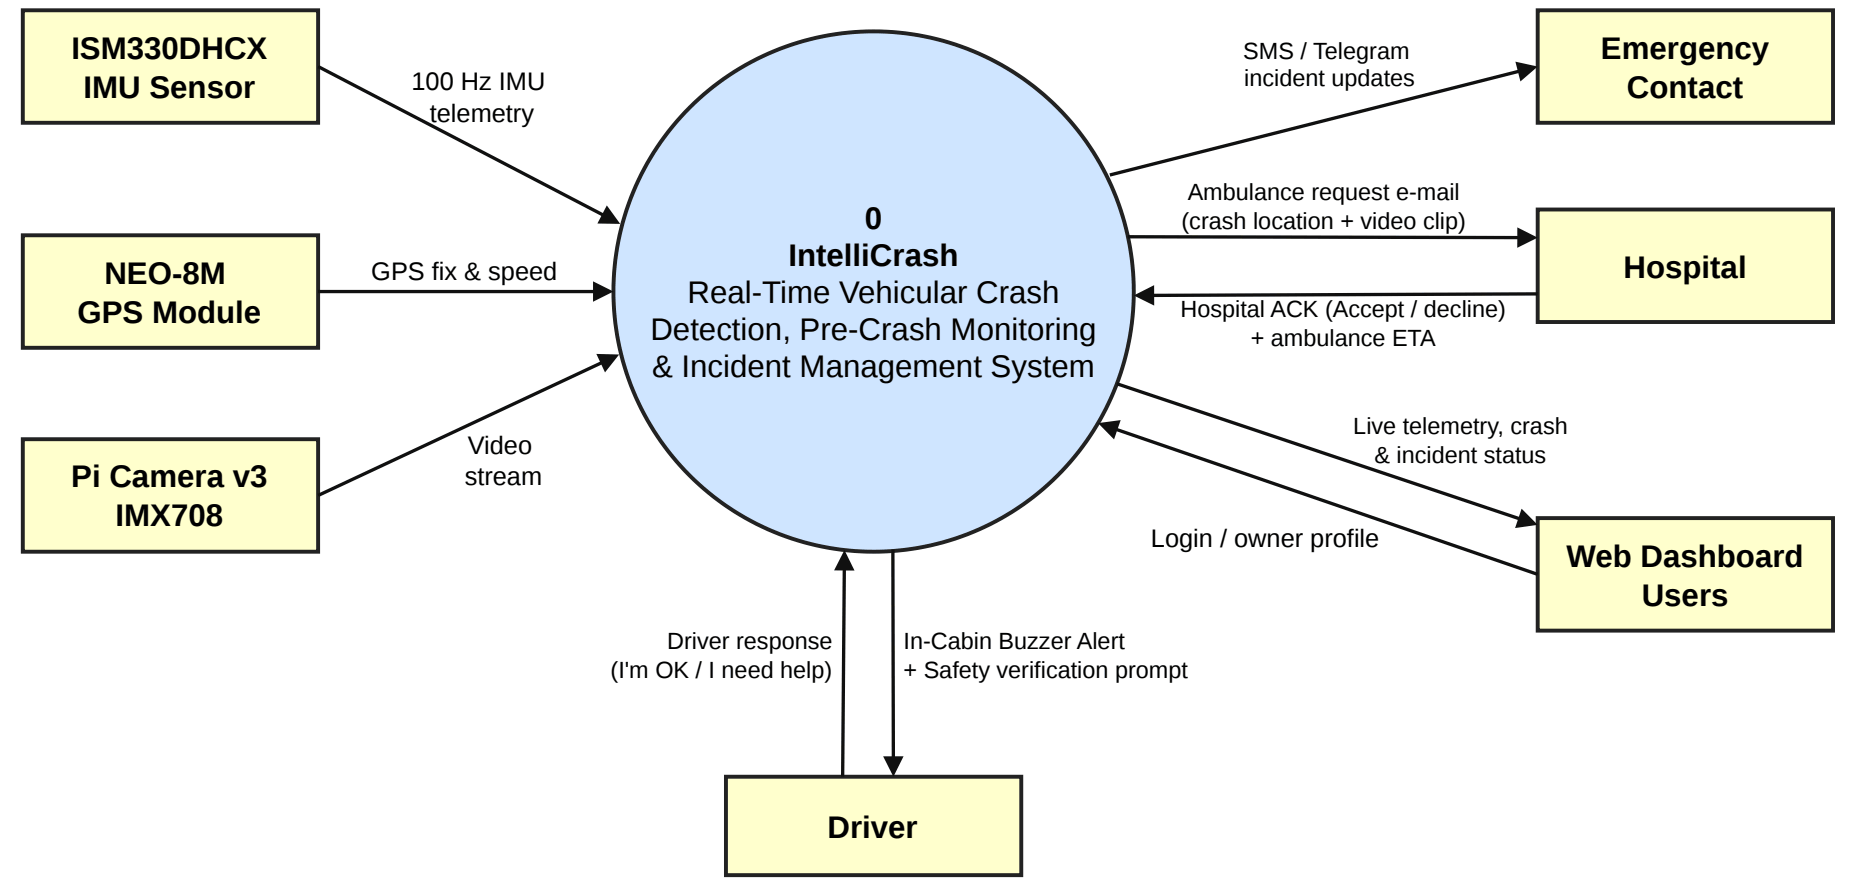 ISM330DHCX
IMU Sensor
100 Hz IMU
telemetry
NEO-8M
GPS Module
GPS fix & speed
Pi Camera v3
IMX708
Video
stream
0
IntelliCrash
Real-Time Vehicular Crash
Detection, Pre-Crash Monitoring
& Incident Management System
SMS / Telegram
incident updates
Emergency
Contact
Ambulance request e-mail
(crash location + video clip)
Hospital
Hospital ACK (Accept / decline)
+ ambulance ETA
Live telemetry, crash
& incident status
Login / owner profile
Web Dashboard
Users
Driver response
(I'm OK / I need help)
In-Cabin Buzzer Alert
+ Safety verification prompt
Driver